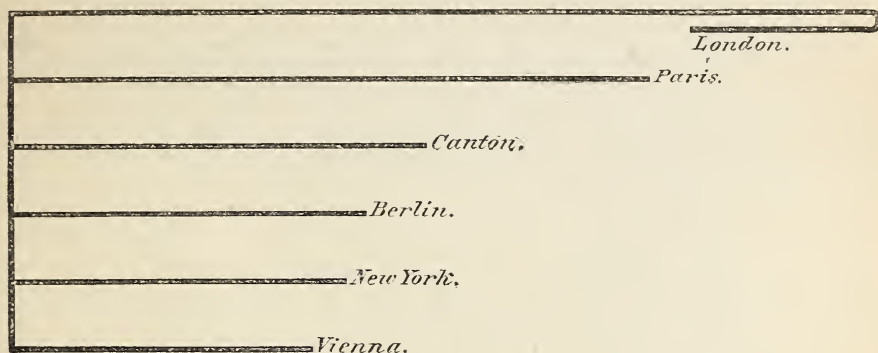 London.
Paris.
Canton.
Berlin.
New York.
Vienna.